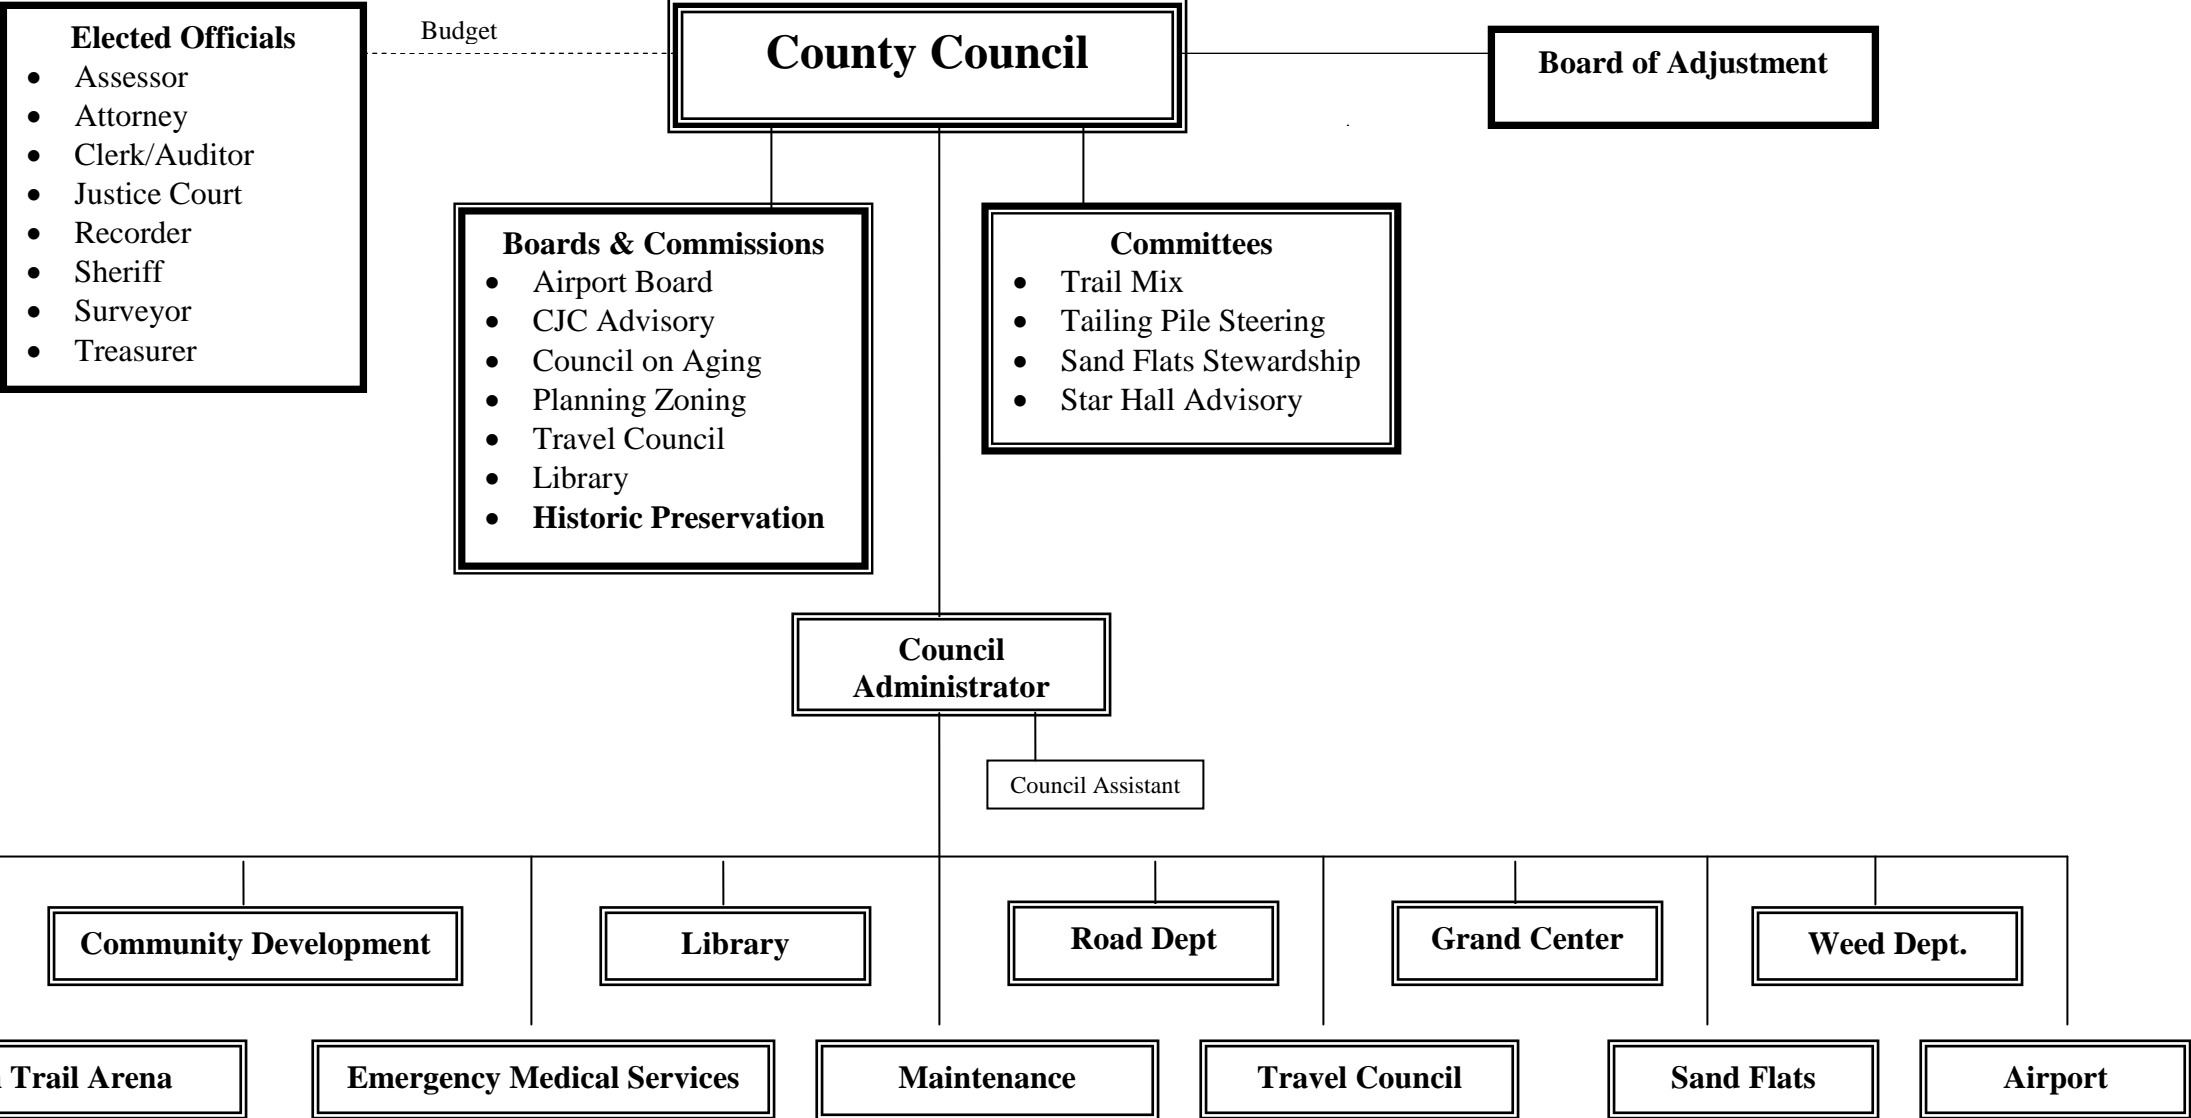 Elected Officials
• Assessor
• Attorney
• Clerk/Auditor
• Justice Court
• Recorder
• Sheriff
• Surveyor
• Treasurer
Budget
County Council
Board of Adjustment
Boards & Commissions
• Airport Board
• CJC Advisory
• Council on Aging
• Planning Zoning
• Travel Council
• Library
• Historic Preservation
Committees
• Trail Mix
• Tailing Pile Steering
• Sand Flats Stewardship
• Star Hall Advisory
Council
Administrator
Council Assistant
Community Development
Library
Road Dept
Grand Center
Weed Dept.
Trail Arena
Emergency Medical Services
Maintenance
Travel Council
Sand Flats
Airport